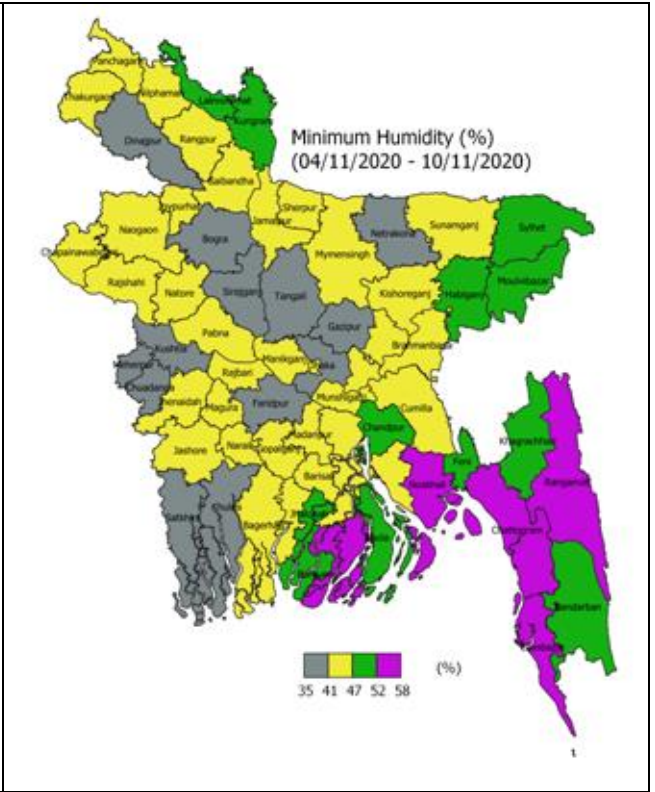 Panchagarh
Thakurgaon
Nilphamari
Lalmonirhat
Kurigram
Dinajpur
Rangpur
Minimum Humidity (%)
(04/11/2020 - 10/11/2020)
Gaibandha
Joypurhat
Sherpur
Jamalpur
Naogaon
Bogra
Netrakona
Sunamganj
Sylhet
Chapainawabganj
Mymensingh
Rajshahi
Natore
Sirajganj
Tangail
Kishoreganj
Habiganj
Moulvibazar
Pabna
Gazipur
Brahmanbaria
Kushtia
Meherpur
Manikganj
Dhaka
Rajbari
Chuadanga
Jhenaidah
Magura
Faridpur
Munshiganj
Cumilla
Chandpur
Khagrachhari
Jashore
Narail
Gopalganj
Madaripur
Feni
Rangamati
Barisal
Noakhali
Satkhira
Khulna
Bagerhat
Chattogram
Bhola
Bandarban
35 41 47 52 58
(%)